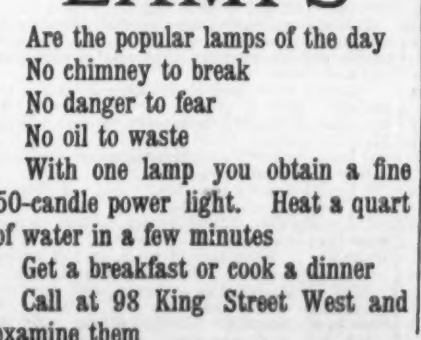 LAMPS
Are the popular lamps of the day
No chimney to break
No danger to fear
No oil to waste
With one lamp you obtain a fine
50-candle power light. Heat a quart
of water in a few minutes
Get a breakfast or cook a dinner
Call at 98 King Street West and
examine them